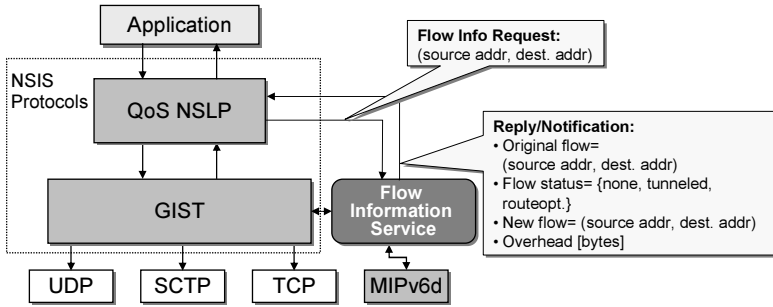 Application
Flow Info Request:
(source addr, dest. addr)
NSIS
Protocols
QoS NSLP
Reply/Notification:
• Original flow=
(source addr, dest. addr)
• Flow status= {none, tunneled,
routeopt.}
• New flow= (source addr, dest. addr)
• Overhead [bytes]
GIST
Flow
Information
Service
UDP
SCTP
TCP
MIPv6d